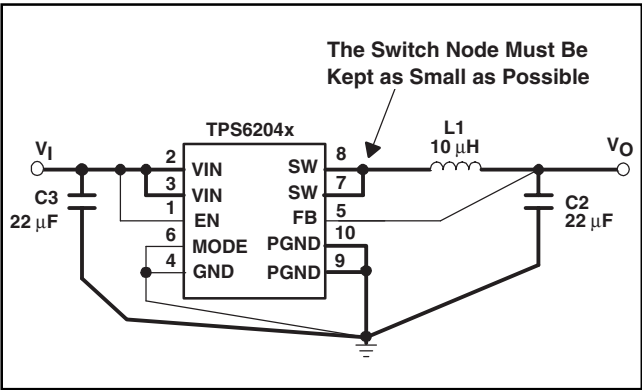 The Switch Node Must Be
Kept as Small as Possible
TPS6204x
L1
10 μH
VI
VO
2 VIN SW 8
3 VIN SW 7
1 EN FB 5
6 MODE PGND 10
4 GND PGND 9
C3
22 μF
C2
22 μF